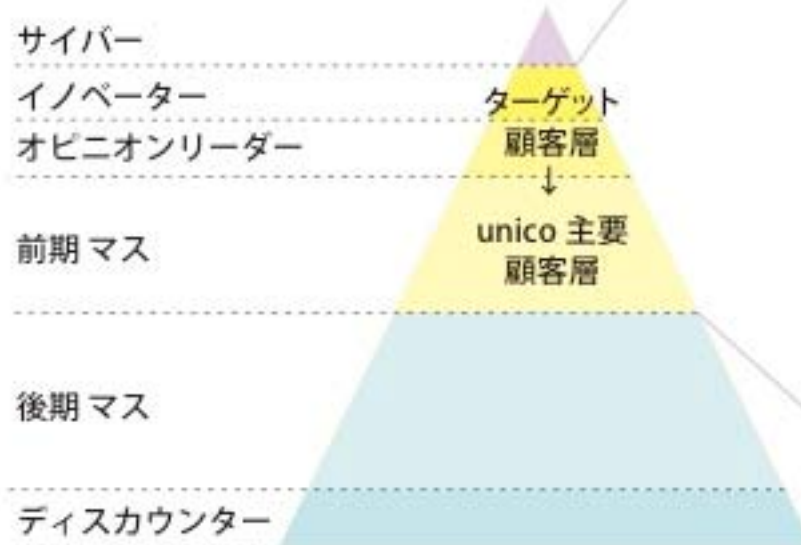 サイバー
イノベーター
ターゲット
オピニオンリーダー
顧客層
↓
前期 マス
unico 主要
顧客層
後期 マス
ディスカウンター